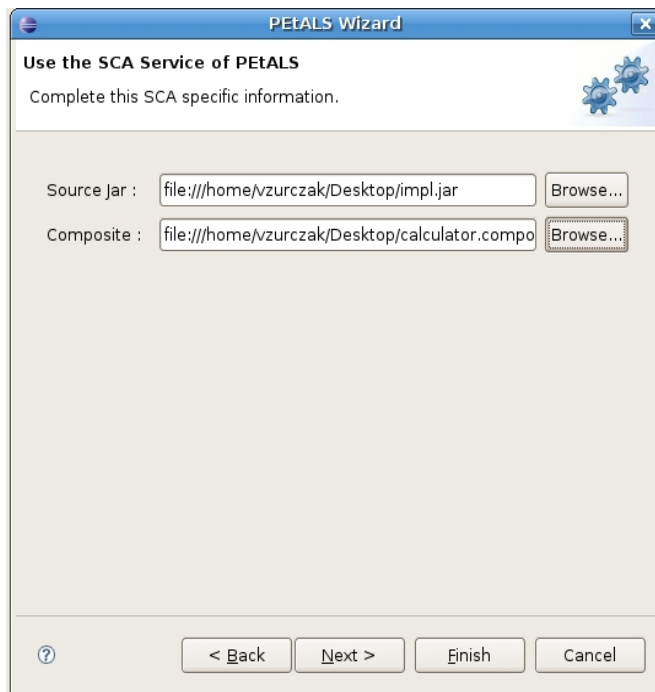 PEtALS Wizard
Use the SCA Service of PEtALS
Complete this SCA specific information.
Source Jar : file:///home/vzurczak/Desktop/impl.jar Browse...
Composite : file:///home/vzurczak/Desktop/calculator.compo Browse...
? < Back Next > Finish Cancel